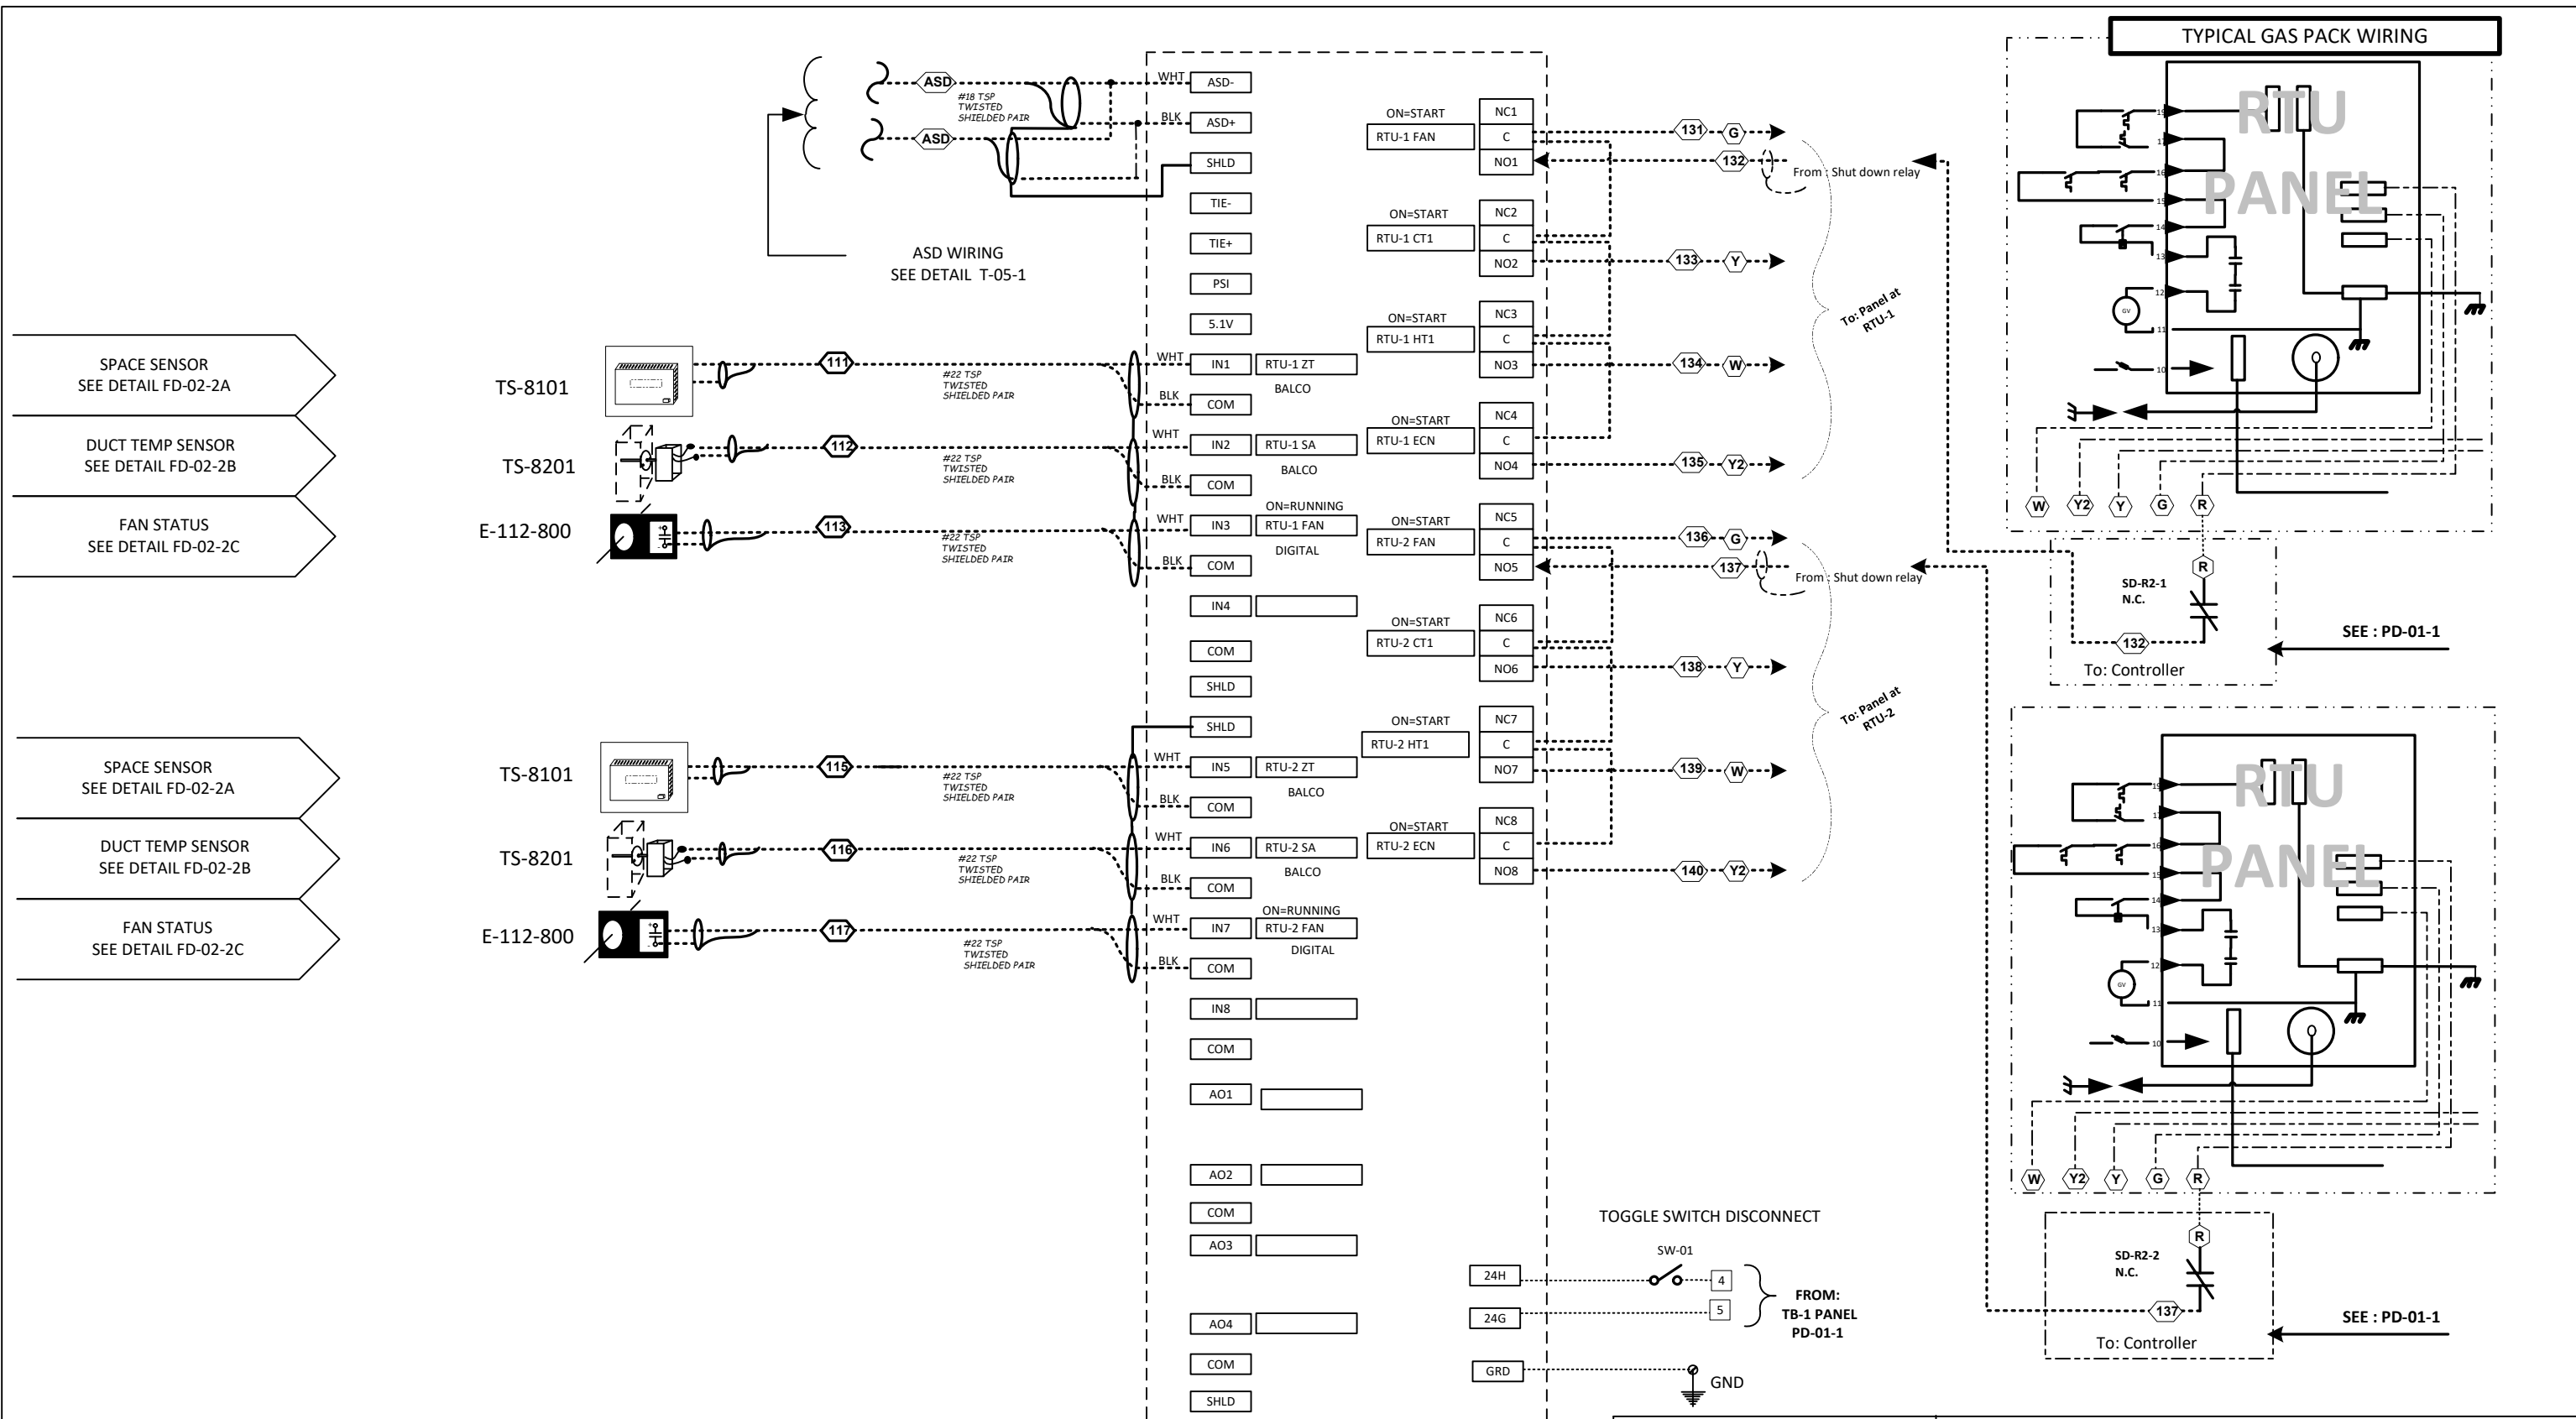 TYPICAL GAS PACK WIRING
ASD
#18 TSP
TWISTED
SHIELDED PAIR
ASD
ASD WIRING
SEE DETAIL T-05-1
SPACE SENSOR
SEE DETAIL FD-02-2A
DUCT TEMP SENSOR
SEE DETAIL FD-02-2B
FAN STATUS
SEE DETAIL FD-02-2C
TS-8101
111
#22 TSP
TWISTED
SHIELDED PAIR
TS-8201
112
#22 TSP
TWISTED
SHIELDED PAIR
E-112-800
113
#22 TSP
TWISTED
SHIELDED PAIR
SPACE SENSOR
SEE DETAIL FD-02-2A
DUCT TEMP SENSOR
SEE DETAIL FD-02-2B
FAN STATUS
SEE DETAIL FD-02-2C
TS-8101
115
#22 TSP
TWISTED
SHIELDED PAIR
TS-8201
116
#22 TSP
TWISTED
SHIELDED PAIR
E-112-800
117
#22 TSP
TWISTED
SHIELDED PAIR
WHT ASD-
BLK ASD+
SHLD
TIE-
TIE+
PSI
5.1V
WHT IN1 RTU-1 ZT
BALCO
BLK COM
WHT IN2 RTU-1 SA
BALCO
BLK COM
ON=RUNNING
WHT IN3 RTU-1 FAN
DIGITAL
BLK COM
IN4
COM
SHLD
SHLD
WHT IN5 RTU-2 ZT
BALCO
BLK COM
WHT IN6 RTU-2 SA
BALCO
BLK COM
ON=RUNNING
WHT IN7 RTU-2 FAN
DIGITAL
BLK COM
IN8
COM
AO1
AO2
COM
AO3
AO4
COM
SHLD
ON=START NC1
RTU-1 FAN C 131 G
NO1 132
From : Shut down relay
ON=START NC2
RTU-1 CT1 C
NO2 133 Y
ON=START NC3
RTU-1 HT1 C
NO3 134 W
ON=START NC4
RTU-1 ECN C
NO4 135 Y2
To: Panel at
RTU-1
ON=START NC5
RTU-2 FAN C 136 G
NO5 137
From : Shut down relay
ON=START NC6
RTU-2 CT1 C
NO6 138 Y
ON=START NC7
RTU-2 HT1 C
NO7 139 W
ON=START NC8
RTU-2 ECN C
NO8 140 Y2
To: Panel at
RTU-2
TOGGLE SWITCH DISCONNECT
SW-01
24H 4
24G 5
FROM:
TB-1 PANEL
PD-01-1
GRD
GND
RTU
PANEL
16
15
14
13
12
GV
11
10
W Y2 Y G R
R
SD-R2-1
N.C.
132
To: Controller
SEE : PD-01-1
RTU
PANEL
16
15
14
13
12
GV
11
10
W Y2 Y G R
R
SD-R2-2
N.C.
137
To: Controller
SEE : PD-01-1